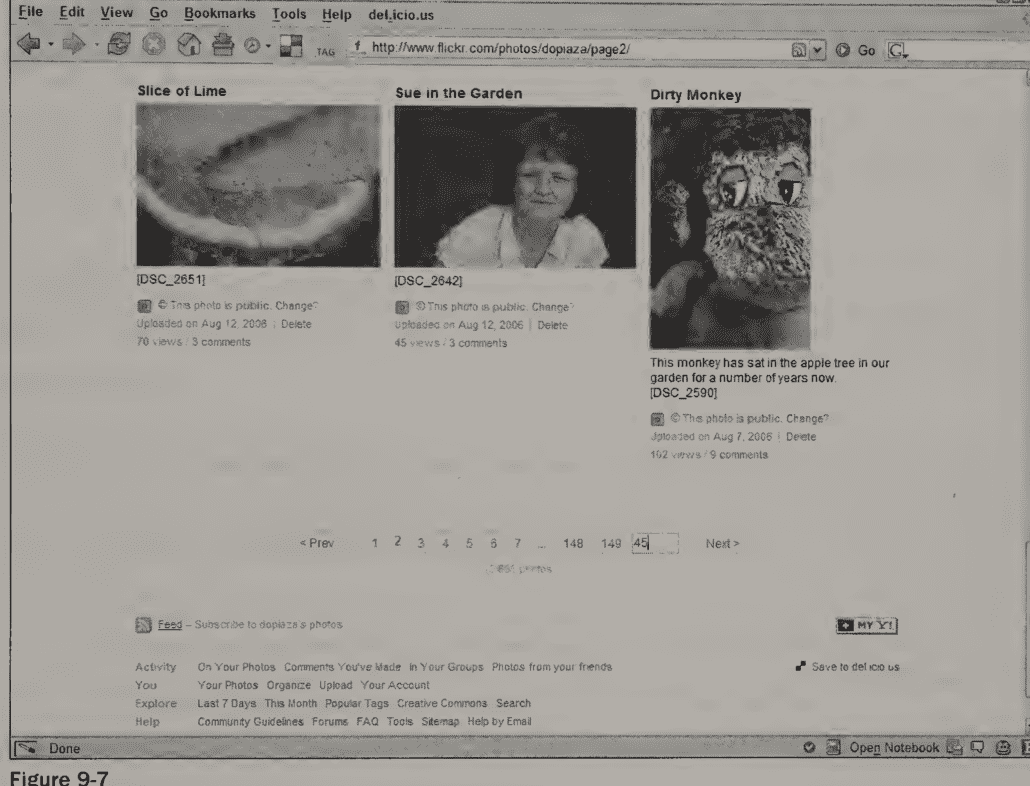 File Edit View Go Bookmarks Tools Help del.icio.us
TAG http://www.flickr.com/photos/dopiaza/page2/ Go G
Slice of Lime
[DSC_2651]
© This photo is public. Change?
Uploaded on Aug 12, 2006 | Delete
70 views / 3 comments
Sue in the Garden
[DSC_2642]
© This photo is public. Change?
Uploaded on Aug 12, 2006 | Delete
45 views / 3 comments
Dirty Monkey
This monkey has sat in the apple tree in our
garden for a number of years now.
[DSC_2590]
© This photo is public. Change?
Uploaded on Aug 7, 2006 | Delete
102 views / 9 comments
< Prev 1 2 3 4 5 6 7 ... 148 149 45 Next >
photos
Feed – Subscribe to dopiaza's photos
MY Y!
Activity On Your Photos Comments You've Made In Your Groups Photos from your friends
Save to del.icio.us
You Your Photos Organize Upload Your Account
Explore Last 7 Days This Month Popular Tags Creative Commons Search
Help Community Guidelines Forums FAQ Tools Sitemap Help by Email
Done Open Notebook
Figure 9-7